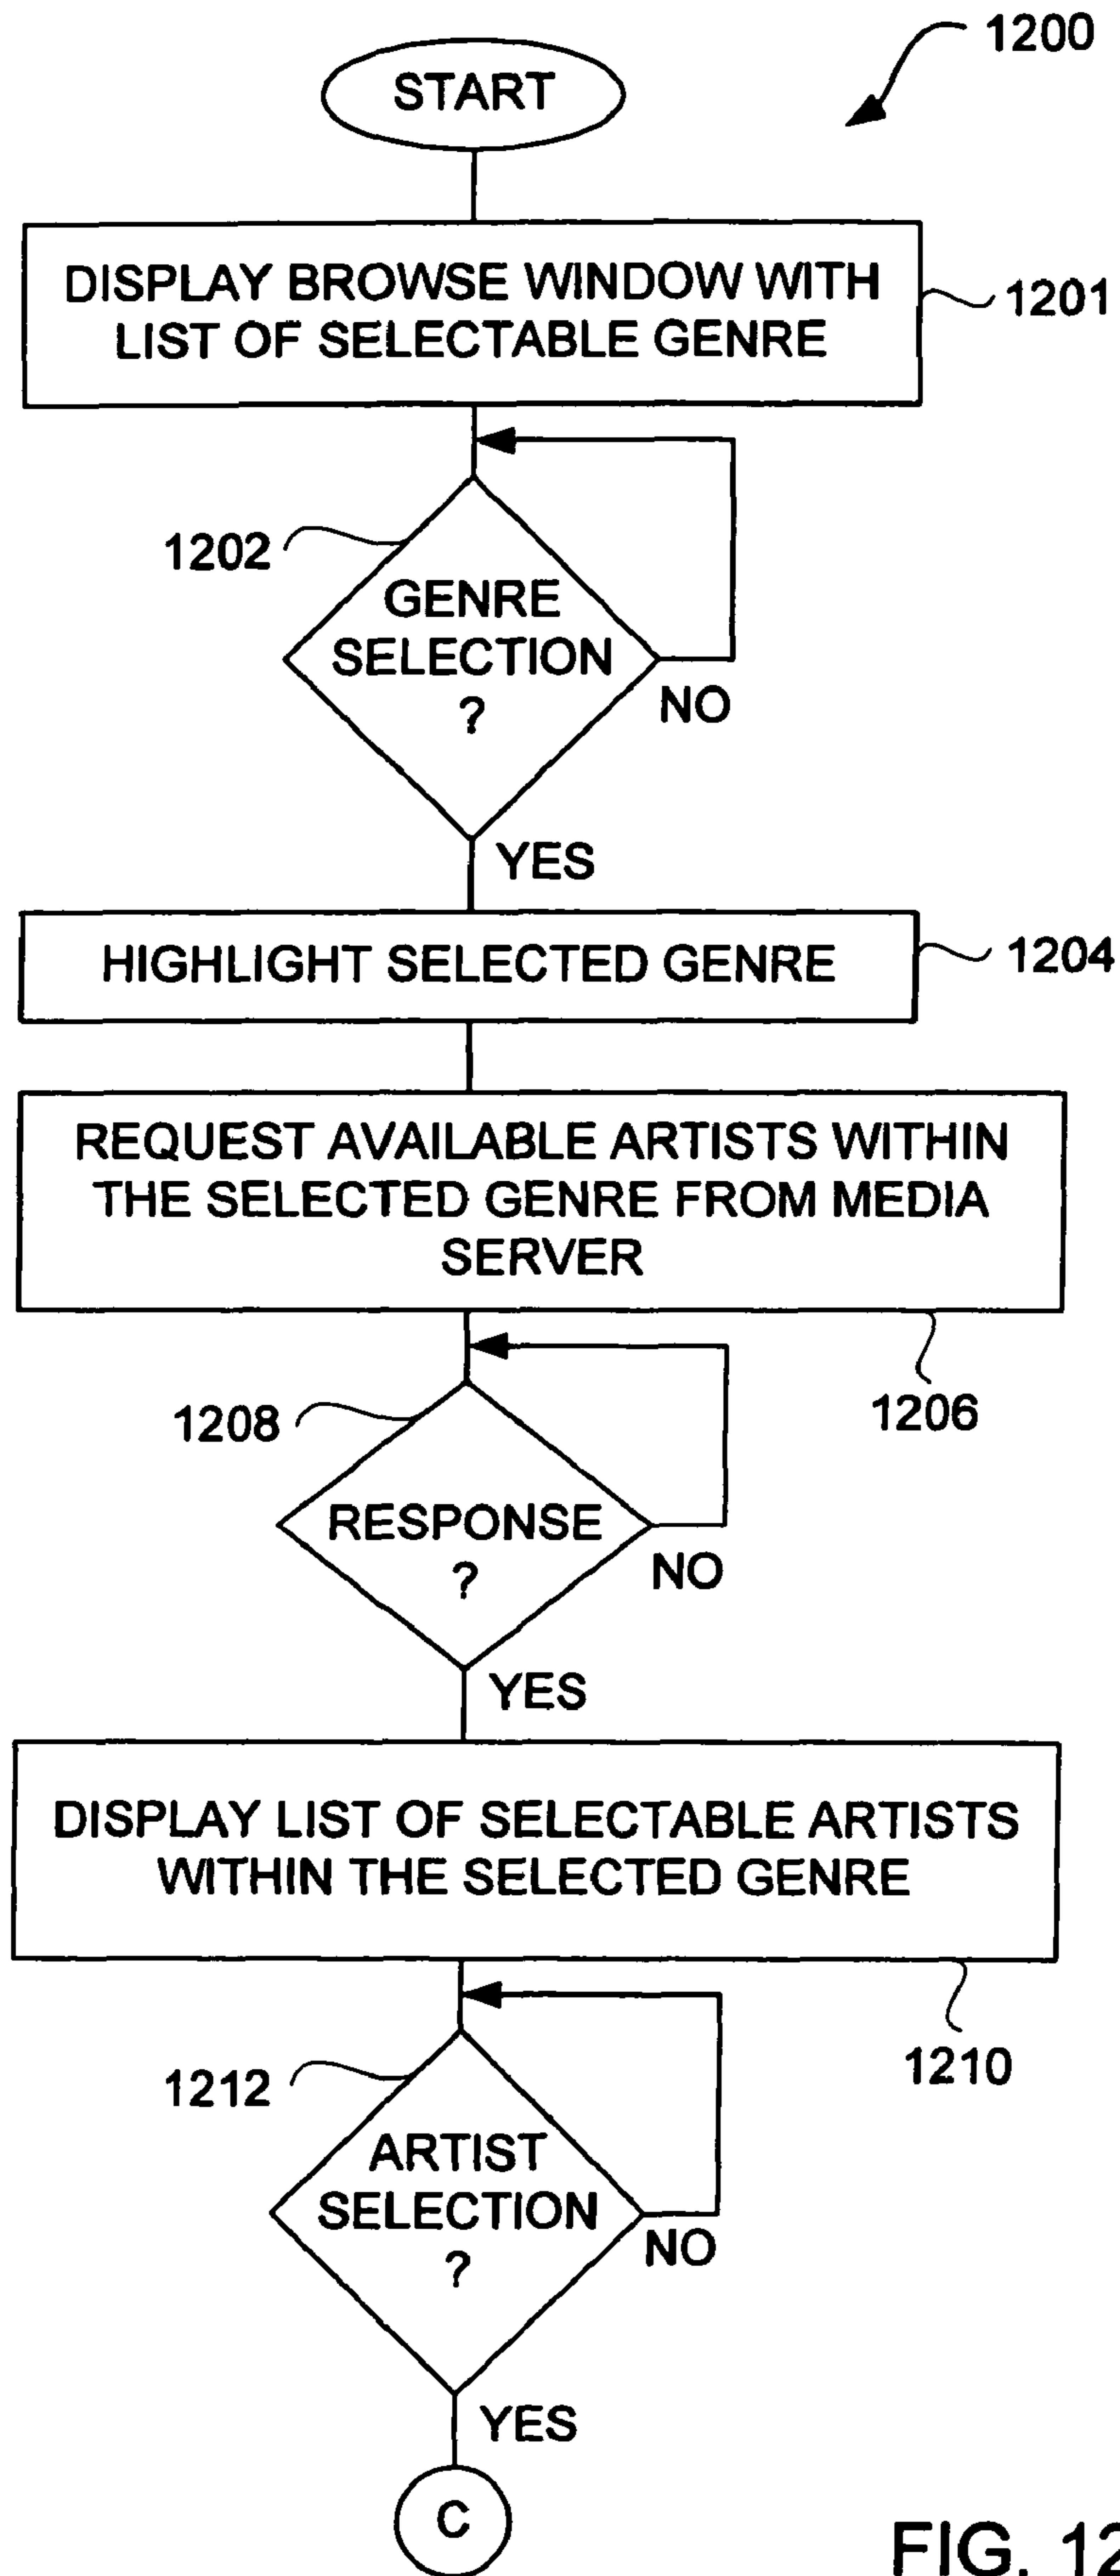 1200
START
DISPLAY BROWSE WINDOW WITH
LIST OF SELECTABLE GENRE
1201
1202
GENRE
SELECTION
?
NO
YES
HIGHLIGHT SELECTED GENRE
1204
REQUEST AVAILABLE ARTISTS WITHIN
THE SELECTED GENRE FROM MEDIA
SERVER
1206
1208
RESPONSE
?
NO
YES
DISPLAY LIST OF SELECTABLE ARTISTS
WITHIN THE SELECTED GENRE
1210
1212
ARTIST
SELECTION
?
NO
YES
C
FIG. 12